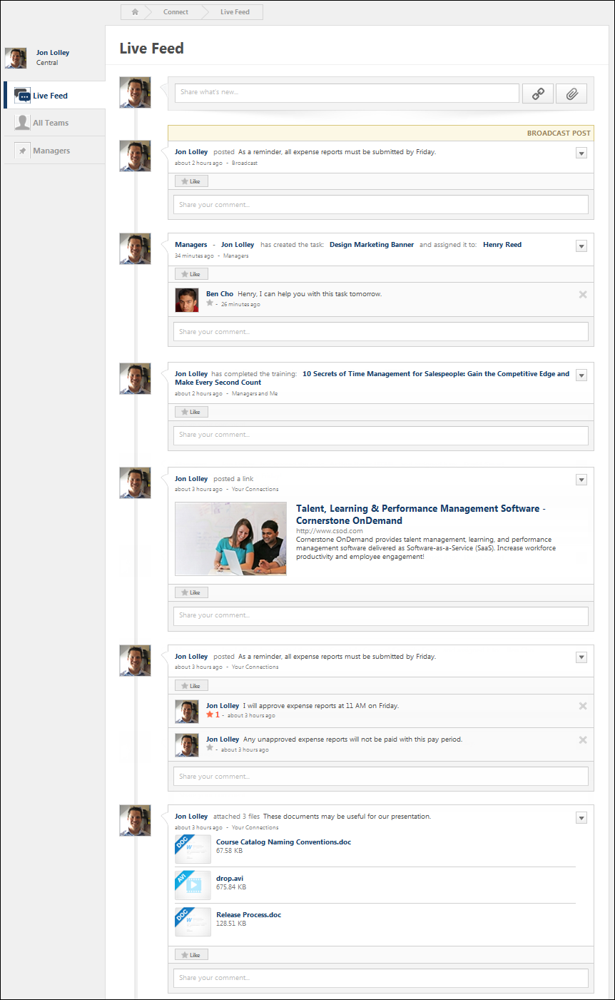 Connect Live Feed
Jon Lolley
Central
Live Feed
All Teams
Managers
Live Feed
Share what's new...
BROADCAST POST
Jon Lolley posted As a reminder, all expense reports must be submitted by Friday.
about 2 hours ago - Broadcast
Like
Share your comment...
Managers - Jon Lolley has created the task: Design Marketing Banner and assigned it to: Henry Reed
34 minutes ago - Managers
Like
Ben Cho Henry, I can help you with this task tomorrow.
- 26 minutes ago
Share your comment...
Jon Lolley has completed the training: 10 Secrets of Time Management for Salespeople: Gain the Competitive Edge and
Make Every Second Count
about 2 hours ago - Managers and Me
Like
Share your comment...
Jon Lolley posted a link
about 3 hours ago - Your Connections
Talent, Learning & Performance Management Software -
Cornerstone OnDemand
http://www.csod.com
Cornerstone OnDemand provides talent management, learning, and performance
management software delivered as Software-as-a-Service (SaaS). Increase workforce
productivity and employee engagement!
Like
Share your comment...
Jon Lolley posted As a reminder, all expense reports must be submitted by Friday.
about 3 hours ago - Your Connections
Like
Jon Lolley I will approve expense reports at 11 AM on Friday.
1 - about 3 hours ago
Jon Lolley Any unapproved expense reports will not be paid with this pay period.
- about 3 hours ago
Share your comment...
Jon Lolley attached 3 files These documents may be useful for our presentation.
about 3 hours ago - Your Connections
DOC
W
Course Catalog Naming Conventions.doc
67.58 KB
AVI
drop.avi
675.84 KB
DOC
W
Release Process.doc
128.51 KB
Like
Share your comment...